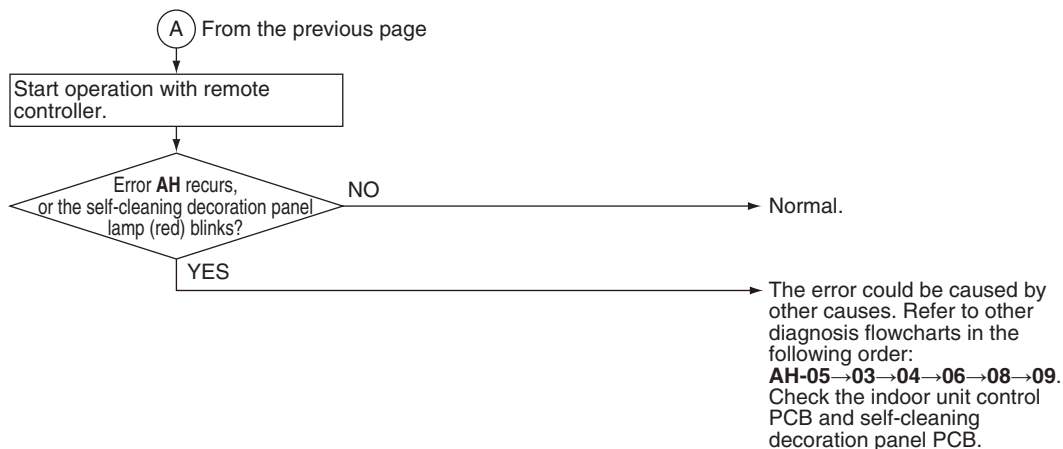 A From the previous page
Start operation with remote
controller.
Error AH recurs,
or the self-cleaning decoration panel
lamp (red) blinks?
NO
Normal.
YES
The error could be caused by
other causes. Refer to other
diagnosis flowcharts in the
following order:
AH-05→03→04→06→08→09.
Check the indoor unit control
PCB and self-cleaning
decoration panel PCB.